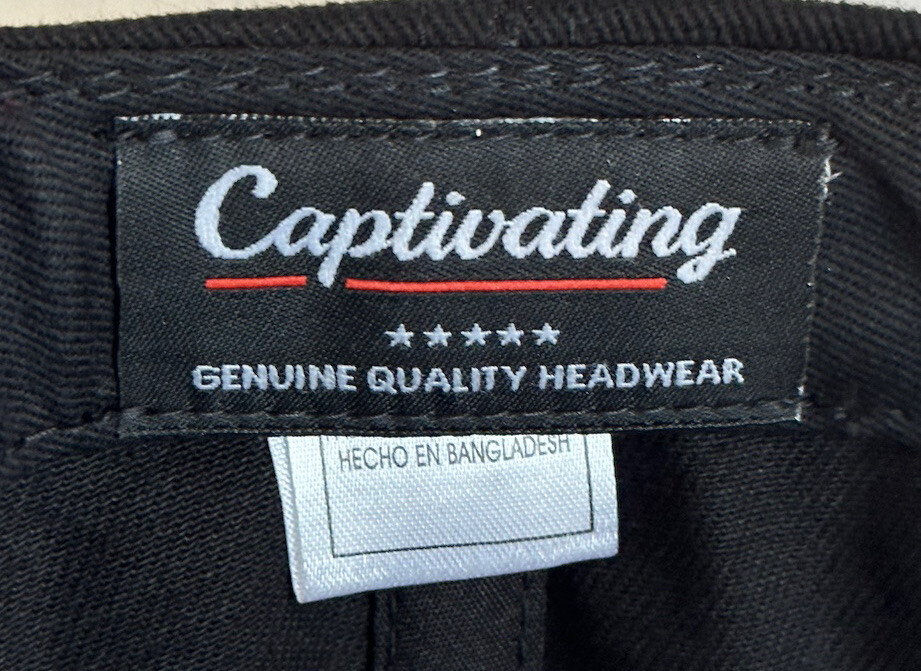 Captivating
★★★★★
GENUINE QUALITY HEADWEAR
HECHO EN BANGLADESH